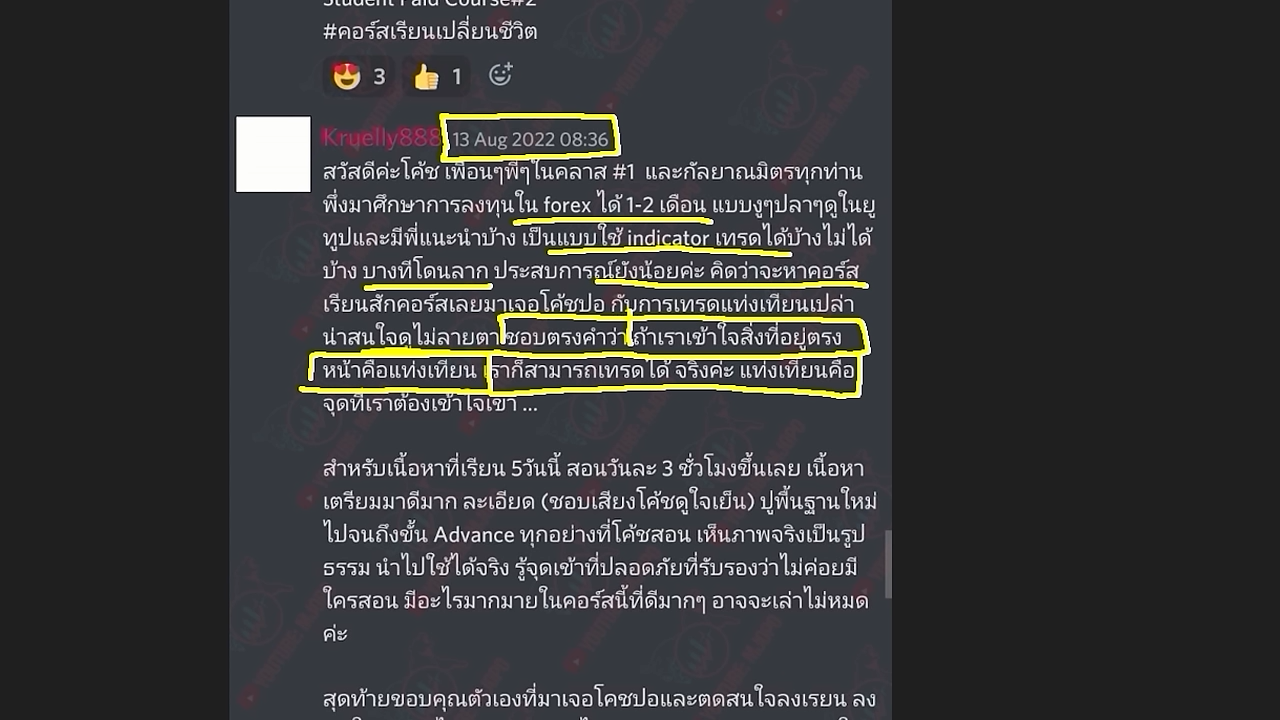 Student Paid Course#2
#คอร์สเรียนเปลี่ยนชีวิต
3 1
Kruelly888 13 Aug 2022 08:36
สวัสดีค่ะโค้ช เพื่อนๆพี่ๆในคลาส #1 และกัลยาณมิตรทุกท่าน
พึ่งมาศึกษาการลงทุนใน forex ได้ 1-2 เดือน แบบงูๆปลาๆดูในยู
ทูปและมีพี่แนะนำบ้าง เป็นแบบใช้ indicator เทรดได้บ้างไม่ได้
บ้าง บางทีโดนลาก ประสบการณ์ยังน้อยค่ะ คิดว่าจะหาคอร์ส
เรียนสักคอร์สเลยมาเจอโค้ชปอ กับการเทรดแท่งเทียนเปล่า
น่าสนใจดูไม่ลายตา ชอบตรงคำว่า ถ้าเราเข้าใจสิ่งที่อยู่ตรง
หน้าคือแท่งเทียน เราก็สามารถเทรดได้ จริงค่ะ แท่งเทียนคือ
จุดที่เราต้องเข้าใจเขา ...
สำหรับเนื้อหาที่เรียน 5วันนี้ สอนวันละ 3 ชั่วโมงขึ้นเลย เนื้อหา
เตรียมมาดีมาก ละเอียด (ชอบเสียงโค้ชดูใจเย็น) ปูพื้นฐานใหม่
ไปจนถึงขั้น Advance ทุกอย่างที่โค้ชสอน เห็นภาพจริงเป็นรูป
ธรรม นำไปใช้ได้จริง รู้จุดเข้าที่ปลอดภัยที่รับรองว่าไม่ค่อยมี
ใครสอน มีอะไรมากมายในคอร์สนี้ที่ดีมากๆ อาจจะเล่าไม่หมด
ค่ะ
สุดท้ายขอบคุณตัวเองที่มาเจอโคชปอและตดสนใจลงเรยน ลง